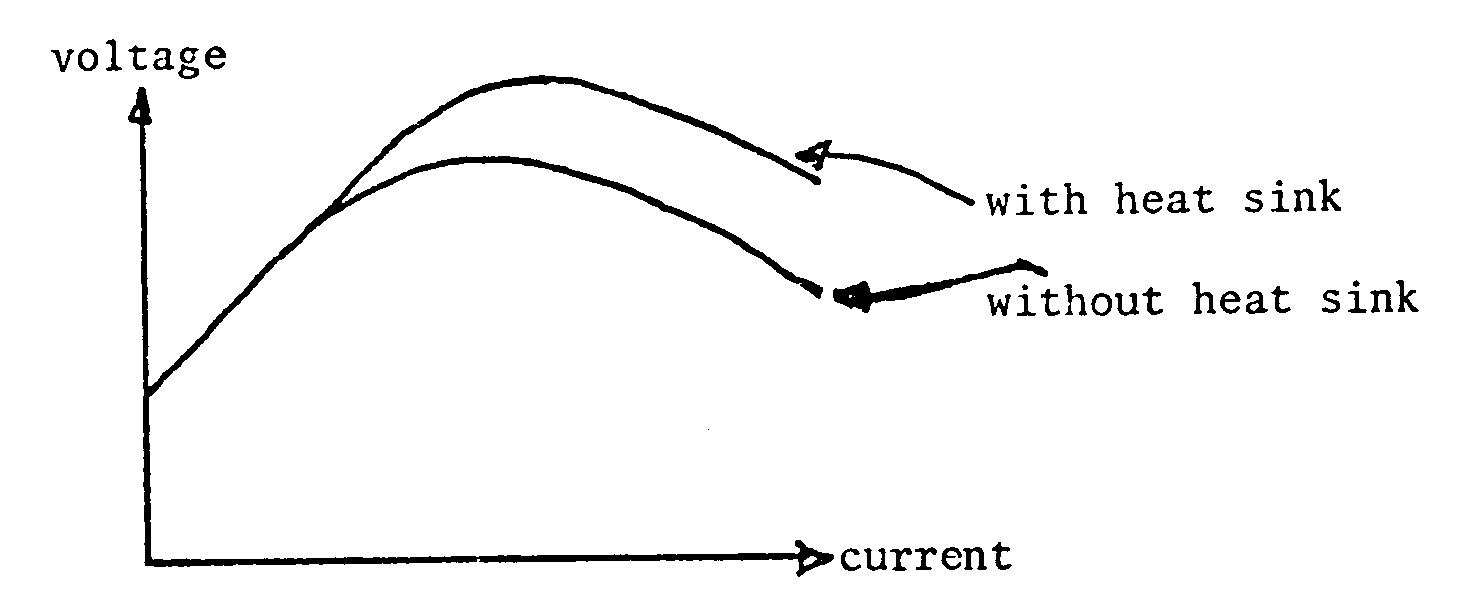 voltage
with heat sink
without heat sink
current